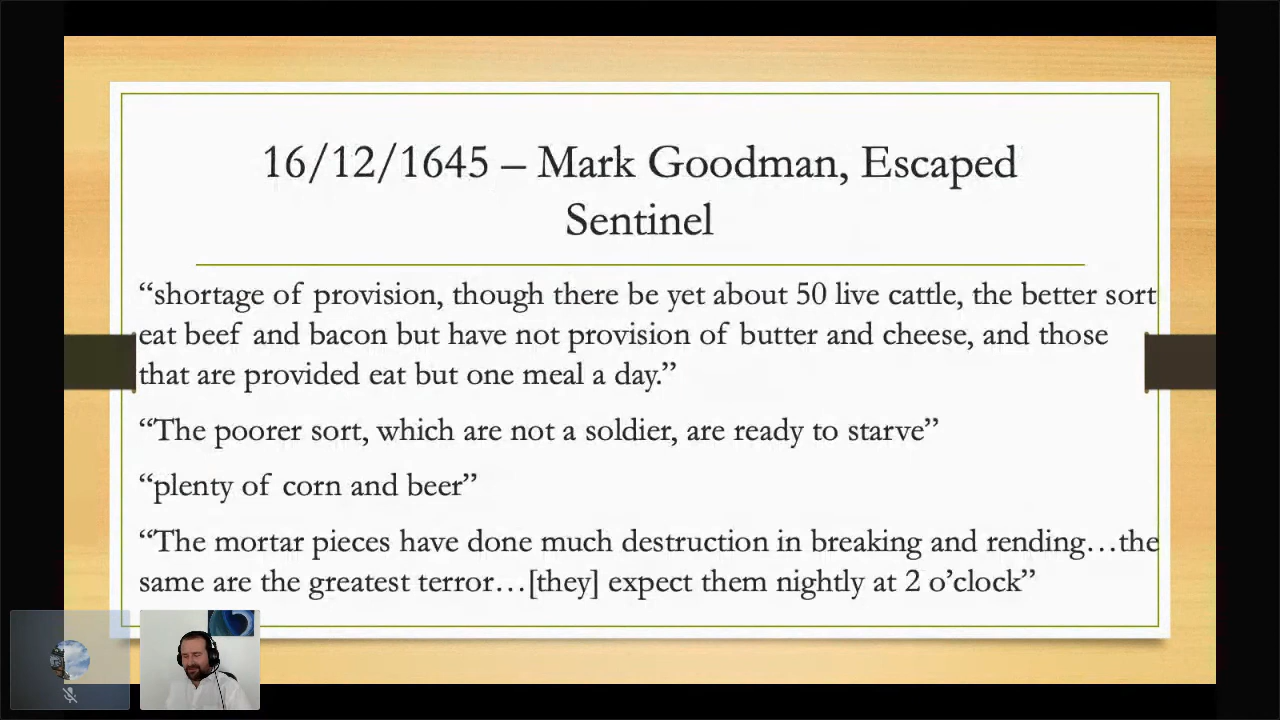 16/12/1645 – Mark Goodman, Escaped
Sentinel
“shortage of provision, though there be yet about 50 live cattle, the better sort
eat beef and bacon but have not provision of butter and cheese, and those
that are provided eat but one meal a day.”
“The poorer sort, which are not a soldier, are ready to starve”
“plenty of corn and beer”
“The mortar pieces have done much destruction in breaking and rending…the
same are the greatest terror…[they] expect them nightly at 2 o’clock”